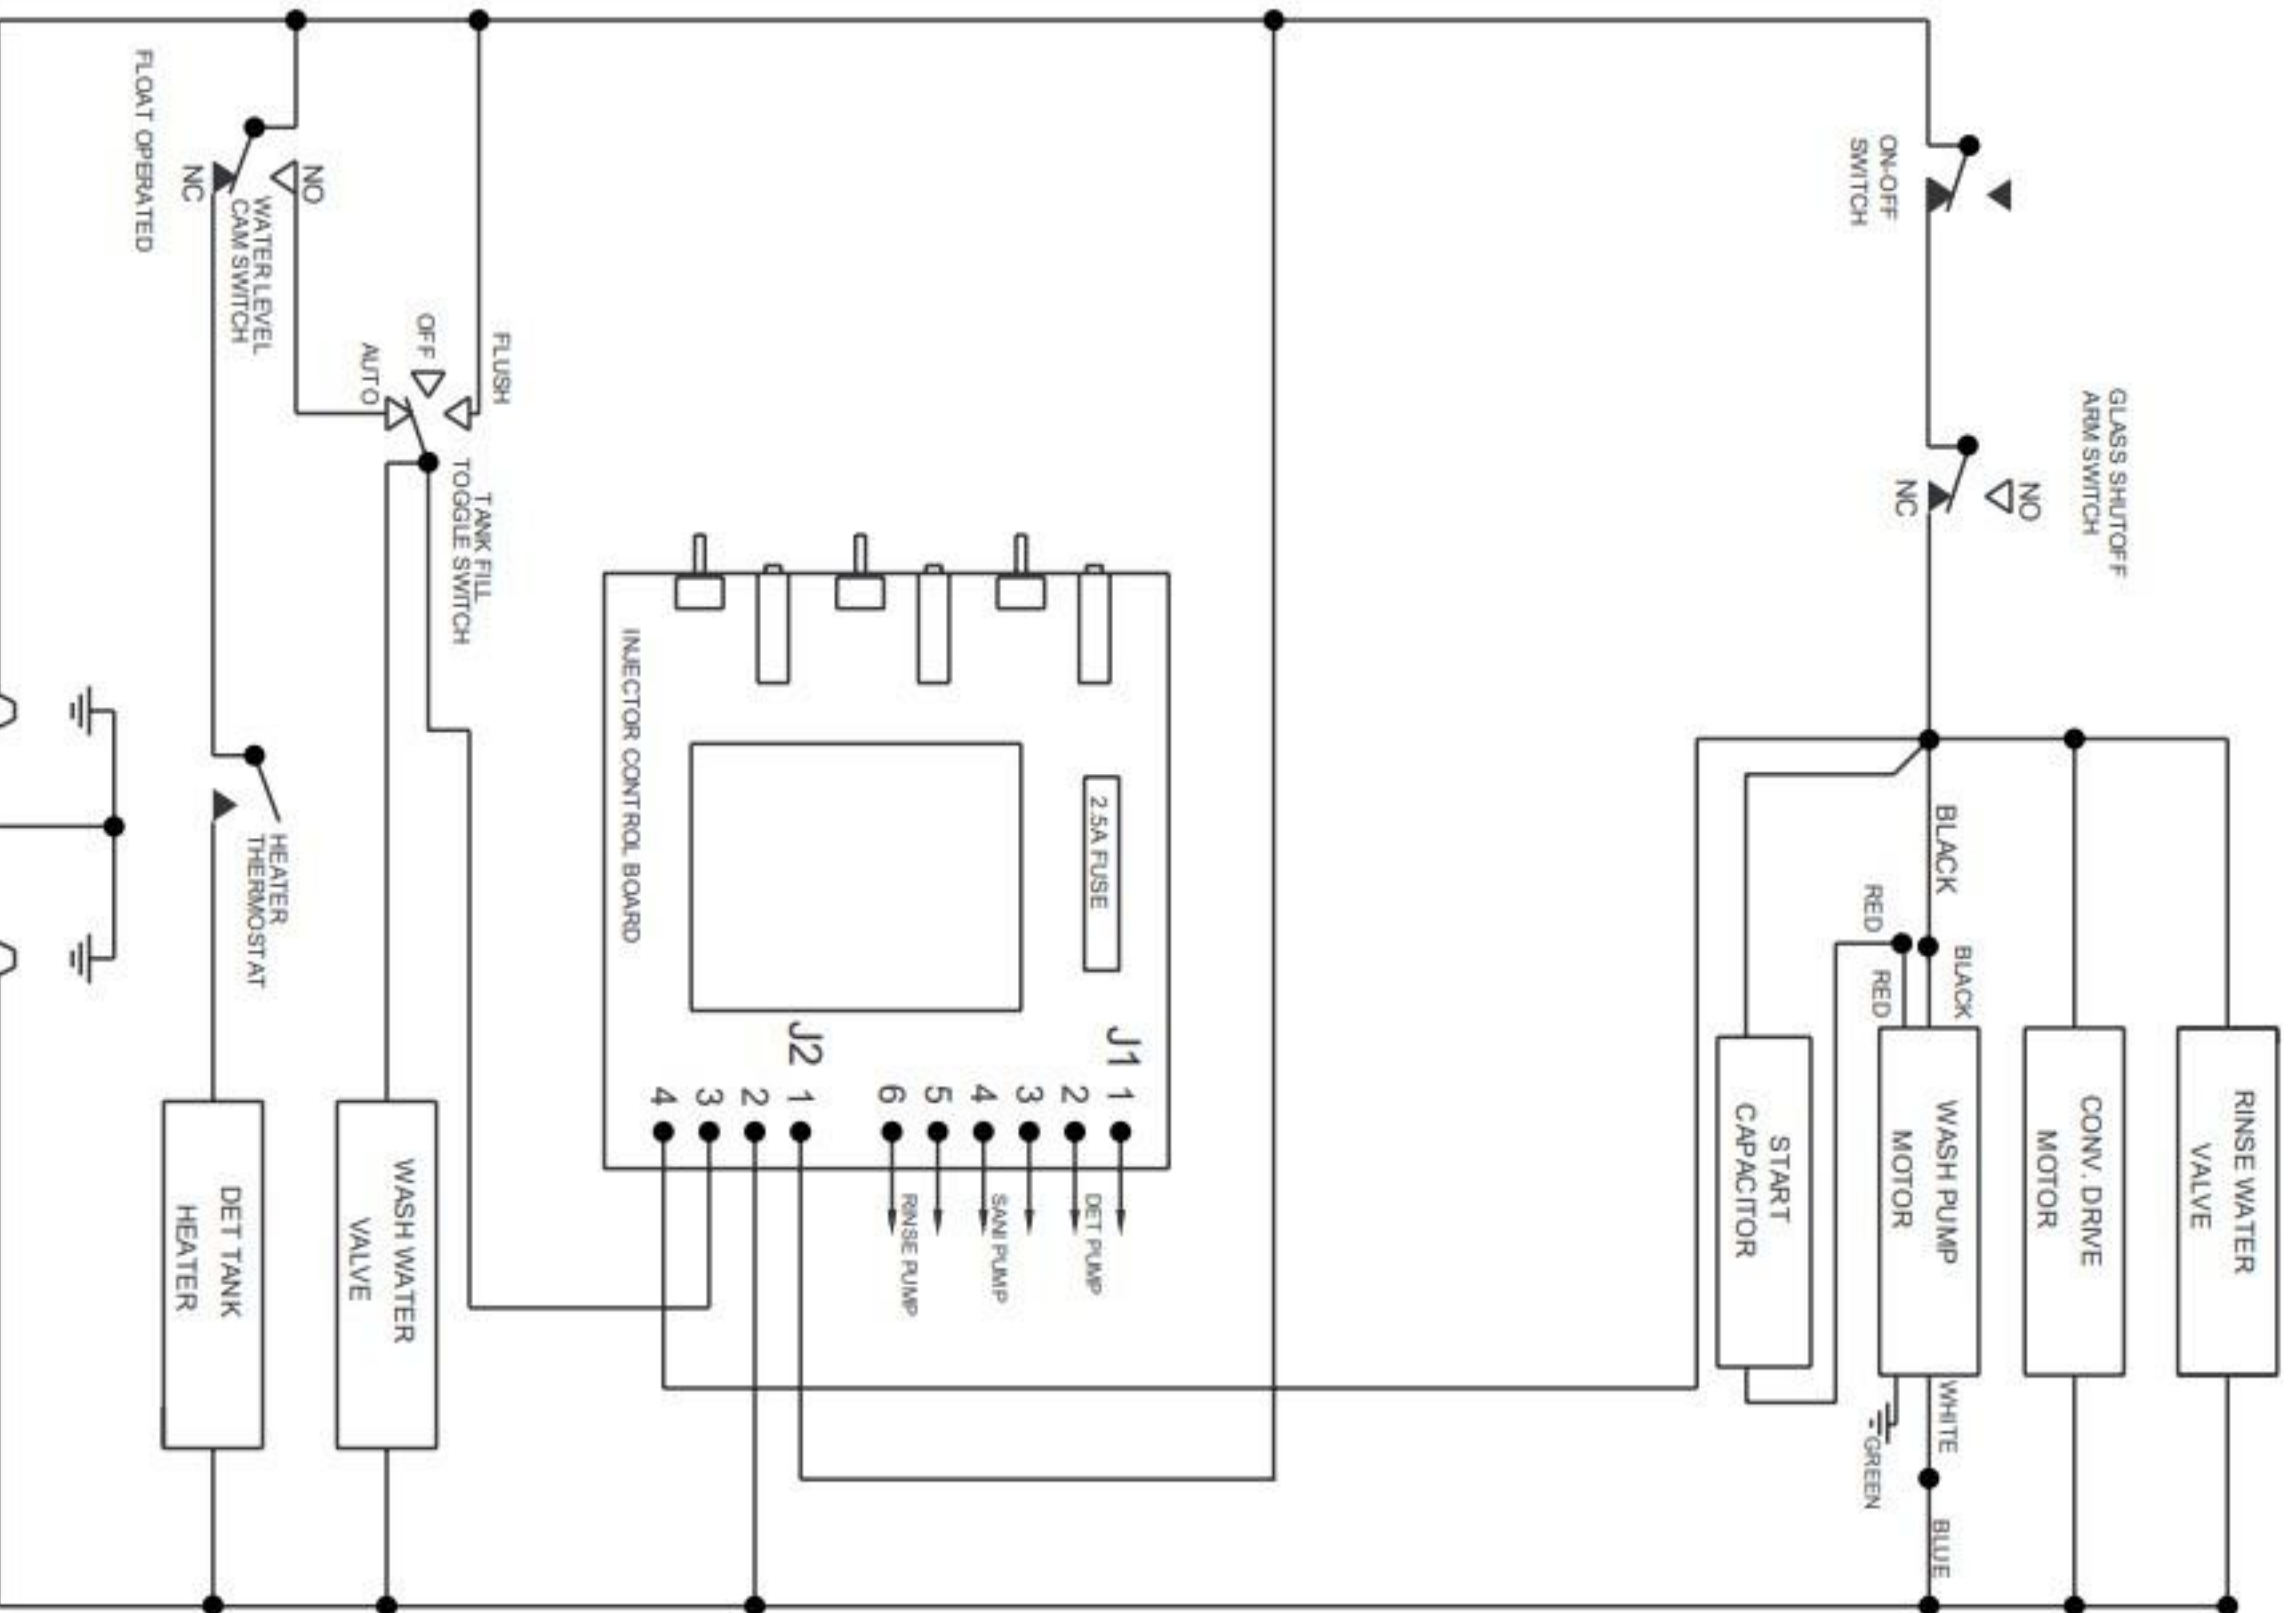 GLASS SHUTOFF
ARM SWITCH
NO
NC
ON-OFF
SWITCH
BLACK
BLACK
RED
RED
RINSE WATER
VALVE
CONV. DRIVE
MOTOR
WASH PUMP
MOTOR
START
CAPACITOR
WHITE
GREEN
BLUE
2.5A FUSE
INJECTOR CONTROL BOARD
J1
1
2
3
4
5
6
J2
1
2
3
4
DET PUMP
SANI PUMP
RINSE PUMP
FLUSH
OFF
AUTO
TANK FILL
TOGGLE SWITCH
NO
NC
WATER LEVEL
CAM SWITCH
FLOAT OPERATED
HEATER
THERMOSTAT
WASH WATER
VALVE
DET TANK
HEATER